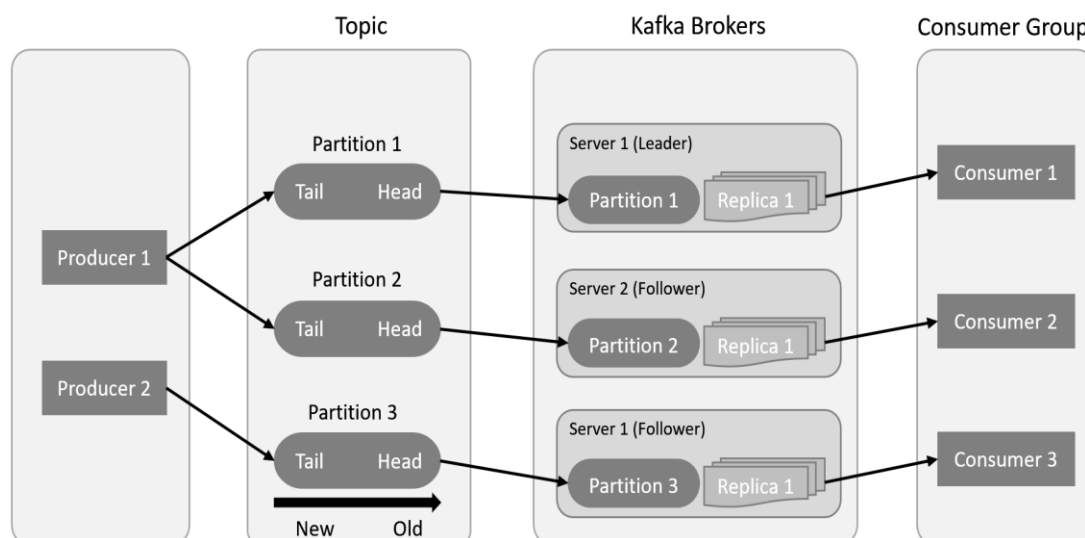 Topic
Kafka Brokers
Consumer Group
Producer 1
Producer 2
Partition 1
Tail Head
Partition 2
Tail Head
Partition 3
Tail Head
New Old
Server 1 (Leader)
Partition 1 Replica 1
Server 2 (Follower)
Partition 2 Replica 1
Server 1 (Follower)
Partition 3 Replica 1
Consumer 1
Consumer 2
Consumer 3